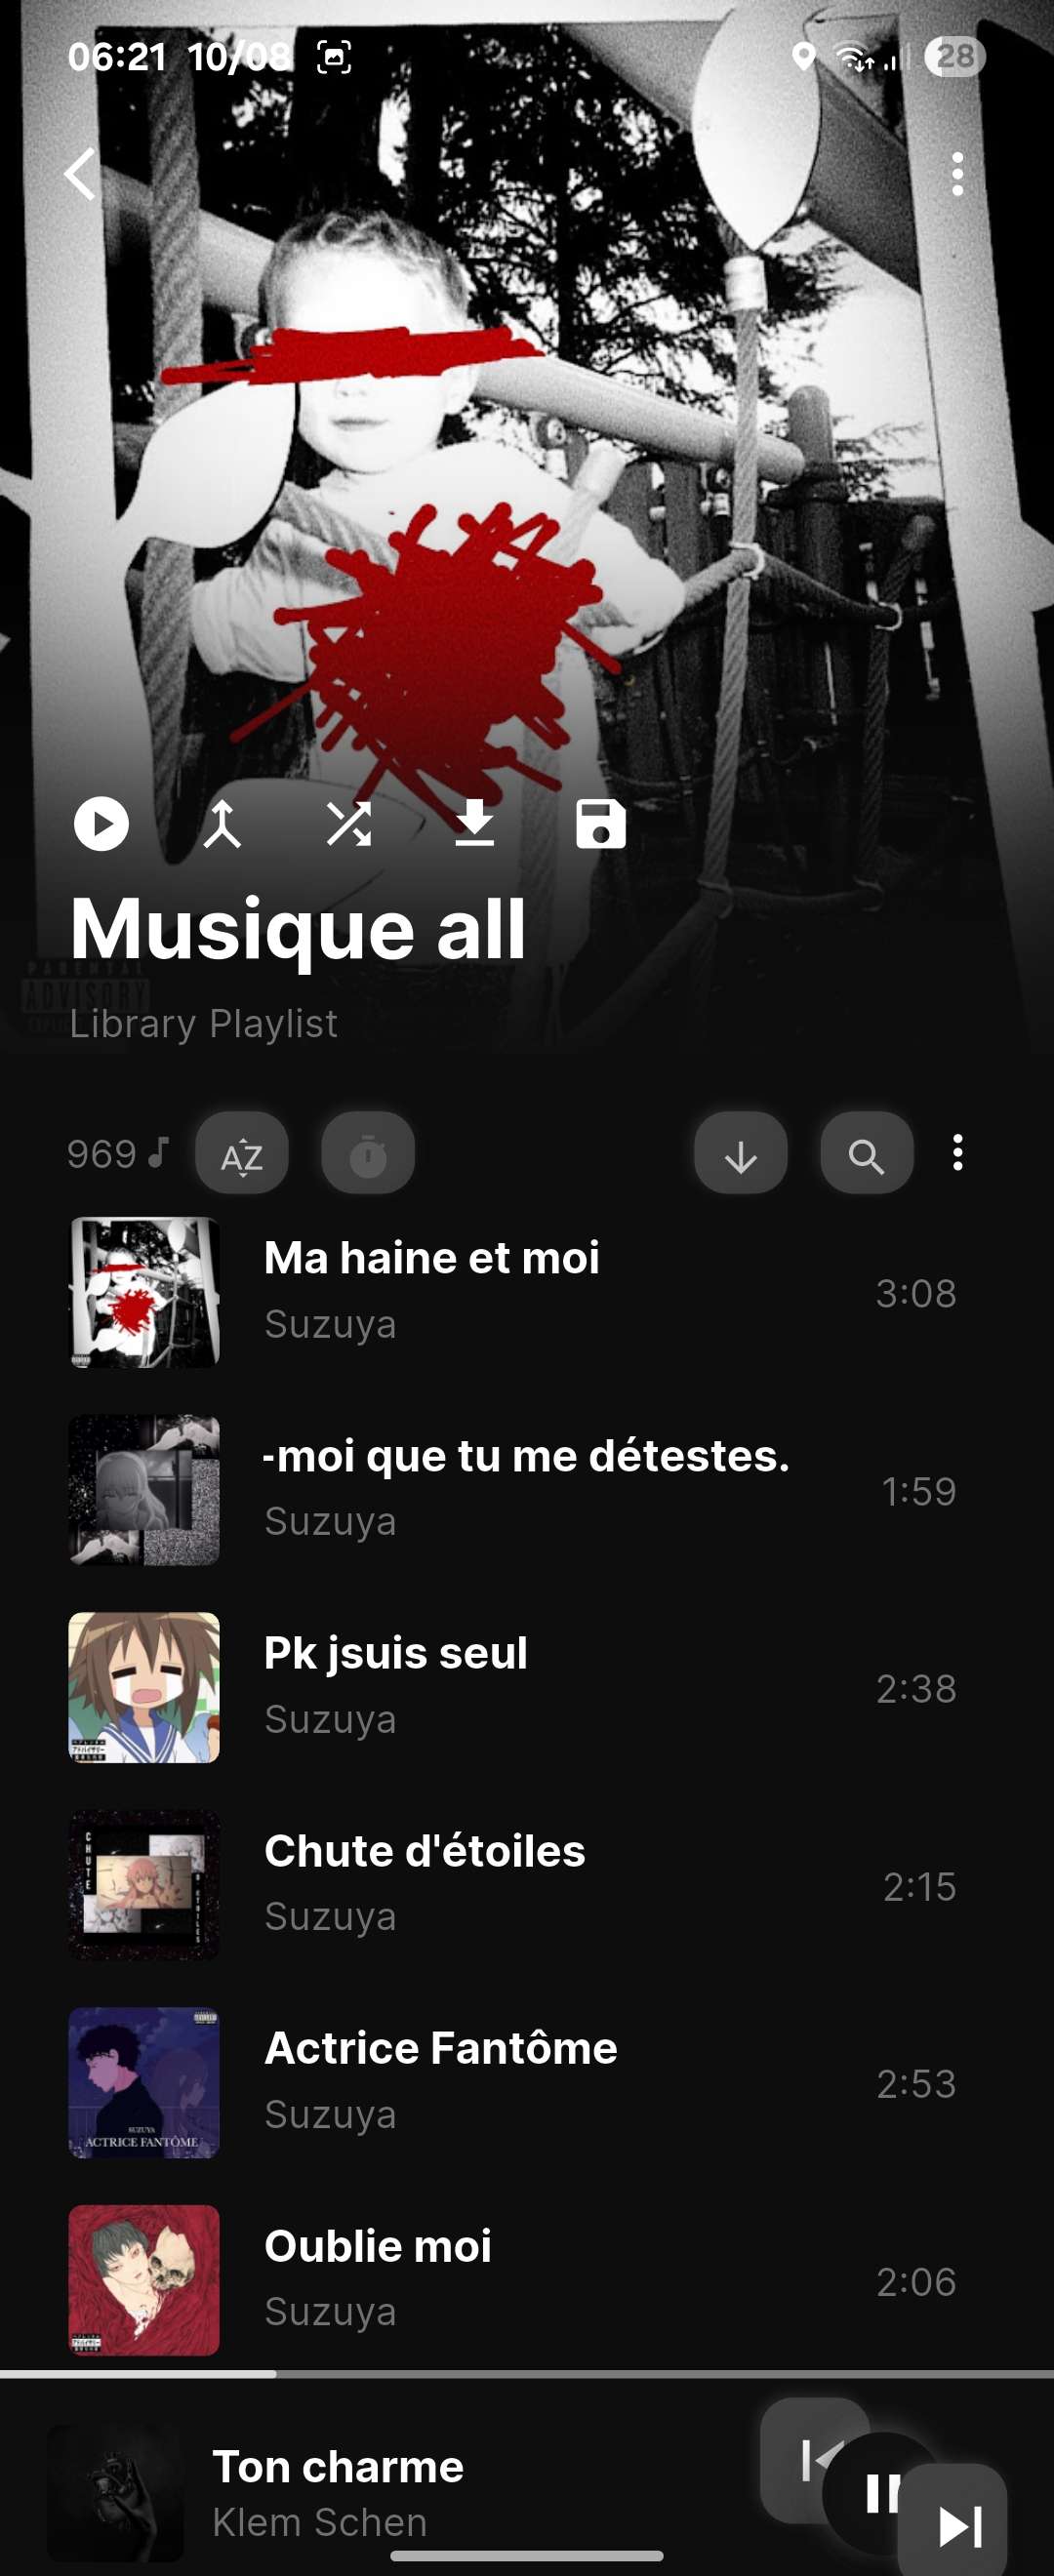 06:21 10/08 28
Musique all
PARENTAL
ADVISORY
Library Playlist
969 AZ
Ma haine et moi
3:08
Suzuya
-moi que tu me détestes.
1:59
Suzuya
Pk jsuis seul
2:38
Suzuya
CHUTE
Chute d'étoiles
2:15
Suzuya
Actrice Fantôme
2:53
Suzuya
SUZUYA
ACTRICE FANTÔME
Oublie moi
2:06
Suzuya
Ton charme
Klem Schen